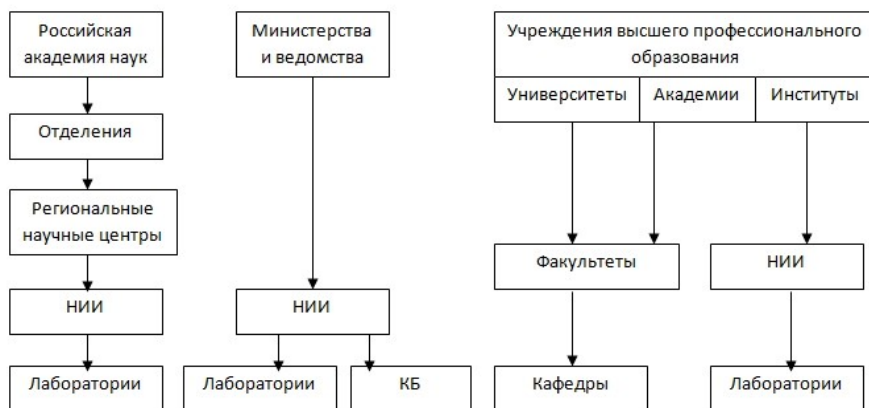 Российская
академия наук
Министерства
и ведомства
Учреждения высшего профессионального
образования
Университеты
Академии
Институты
Отделения
Региональные
научные центры
Факультеты
НИИ
НИИ
НИИ
Лаборатории
Лаборатории
КБ
Кафедры
Лаборатории